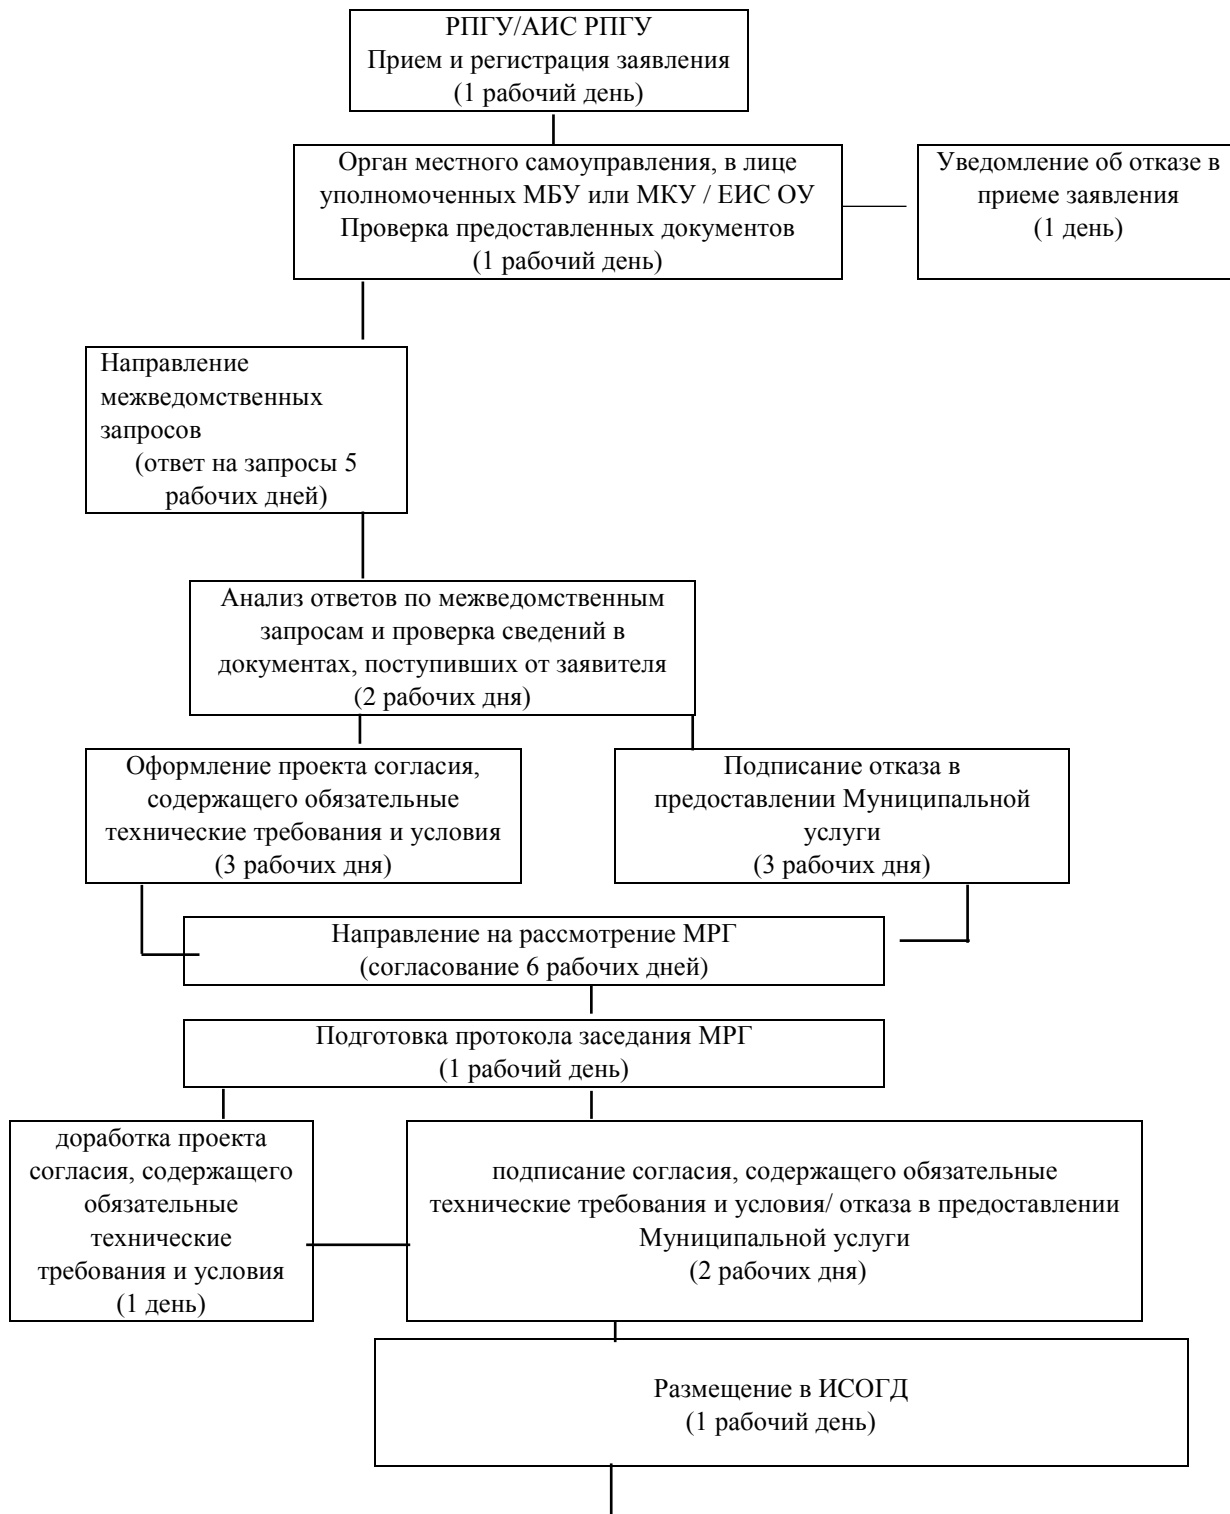 РПГУ/АИС РПГУ
Прием и регистрация заявления
(1 рабочий день)
Орган местного самоуправления, в лице
уполномоченных МБУ или МКУ / ЕИС ОУ
Проверка предоставленных документов
(1 рабочий день)
Уведомление об отказе в
приеме заявления
(1 день)
Направление
межведомственных
запросов
(ответ на запросы 5
рабочих дней)
Анализ ответов по межведомственным
запросам и проверка сведений в
документах, поступивших от заявителя
(2 рабочих дня)
Оформление проекта согласия,
содержащего обязательные
технические требования и условия
(3 рабочих дня)
Подписание отказа в
предоставлении Муниципальной
услуги
(3 рабочих дня)
Направление на рассмотрение МРГ
(согласование 6 рабочих дней)
Подготовка протокола заседания МРГ
(1 рабочий день)
доработка проекта
согласия, содержащего
обязательные
технические
требования и условия
(1 день)
подписание согласия, содержащего обязательные
технические требования и условия/ отказа в предоставлении
Муниципальной услуги
(2 рабочих дня)
Размещение в ИСОГД
(1 рабочий день)